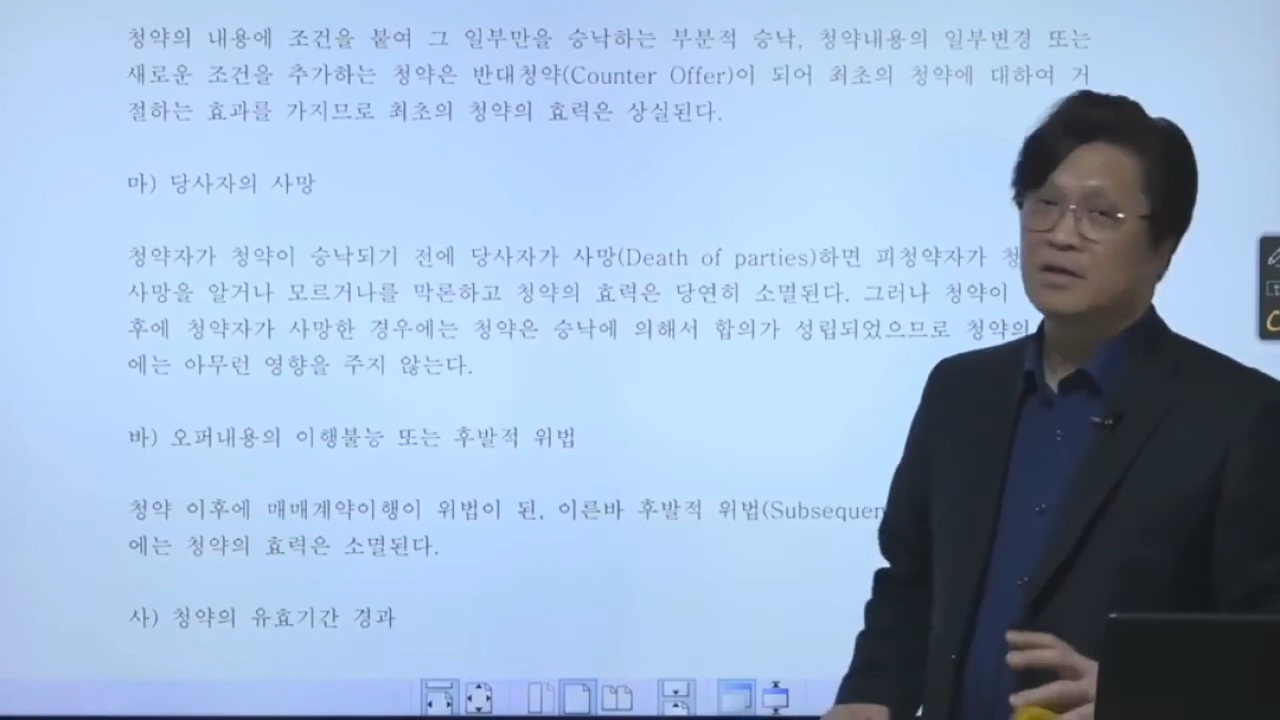 청약의 내용에 조건을 붙여 그 일부만을 승낙하는 부분적 승낙, 청약내용의 일부변경 또는
새로운 조건을 추가하는 청약은 반대청약(Counter Offer)이 되어 최초의 청약에 대하여 거
절하는 효과를 가지므로 최초의 청약의 효력은 상실된다.
마) 당사자의 사망
청약자가 청약이 승낙되기 전에 당사자가 사망(Death of parties)하면 피청약자가 청
사망을 알거나 모르거나를 막론하고 청약의 효력은 당연히 소멸된다. 그러나 청약이
후에 청약자가 사망한 경우에는 청약은 승낙에 의해서 합의가 성립되었으므로 청약의
에는 아무런 영향을 주지 않는다.
바) 오퍼내용의 이행불능 또는 후발적 위법
청약 이후에 매매계약이행이 위법이 된, 이른바 후발적 위법(Subsequen
에는 청약의 효력은 소멸된다.
사) 청약의 유효기간 경과